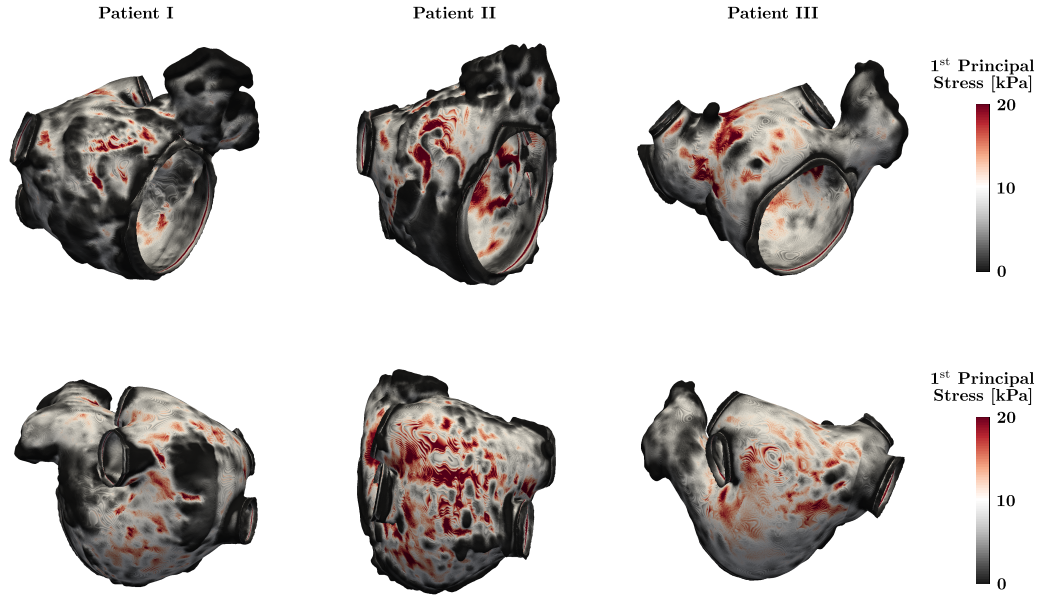 Patient I
Patient II
Patient III
1st Principal
Stress [kPa]
20
10
0
1st Principal
Stress [kPa]
20
10
0